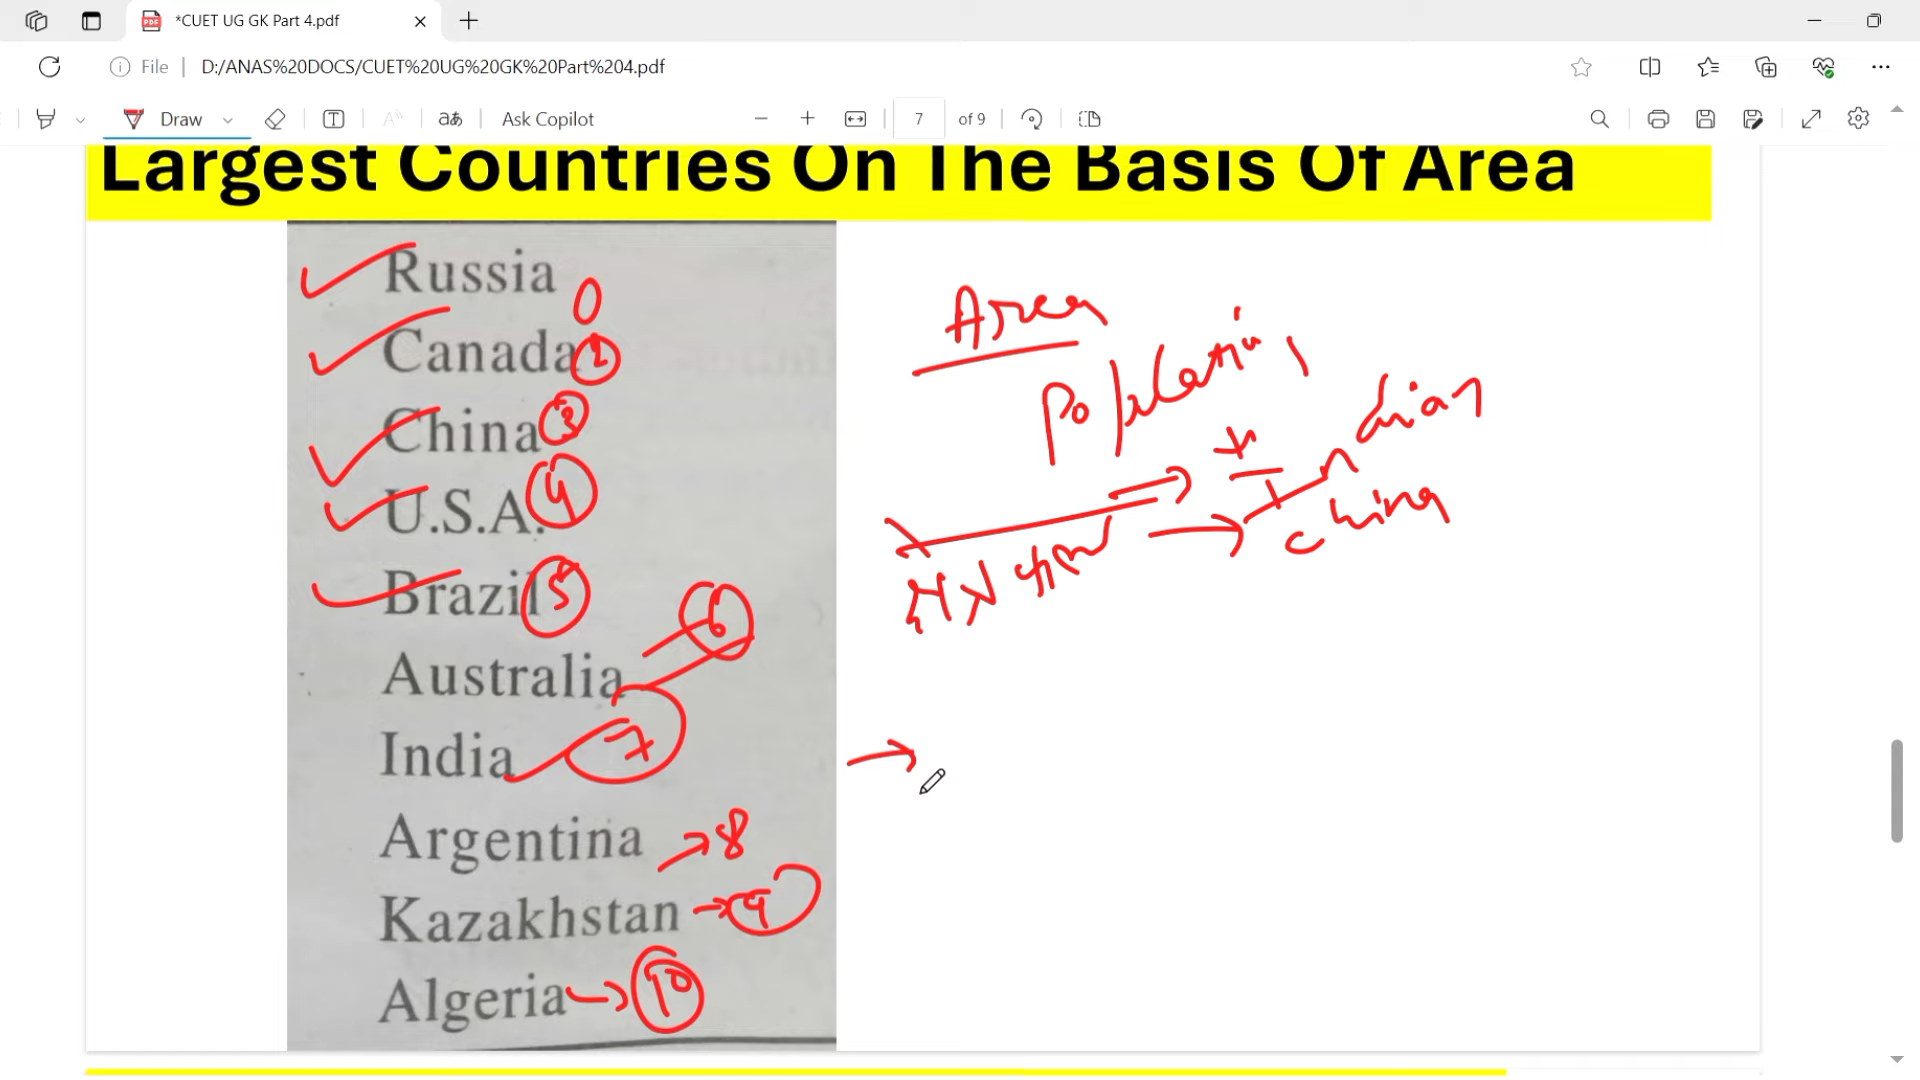 *CUET UG GK Part 4.pdf
File | D:/ANAS%20DOCS/CUET%20UG%20GK%20Part%204.pdf
Draw Ask Copilot 7 of 9
Largest Countries On The Basis Of Area
Russia
Canada 2
China 3
U.S.A. 4
Brazil 5
Australia 6
India 7
Argentina → 8
Kazakhstan → 9
Algeria → 10
Area
Population
China